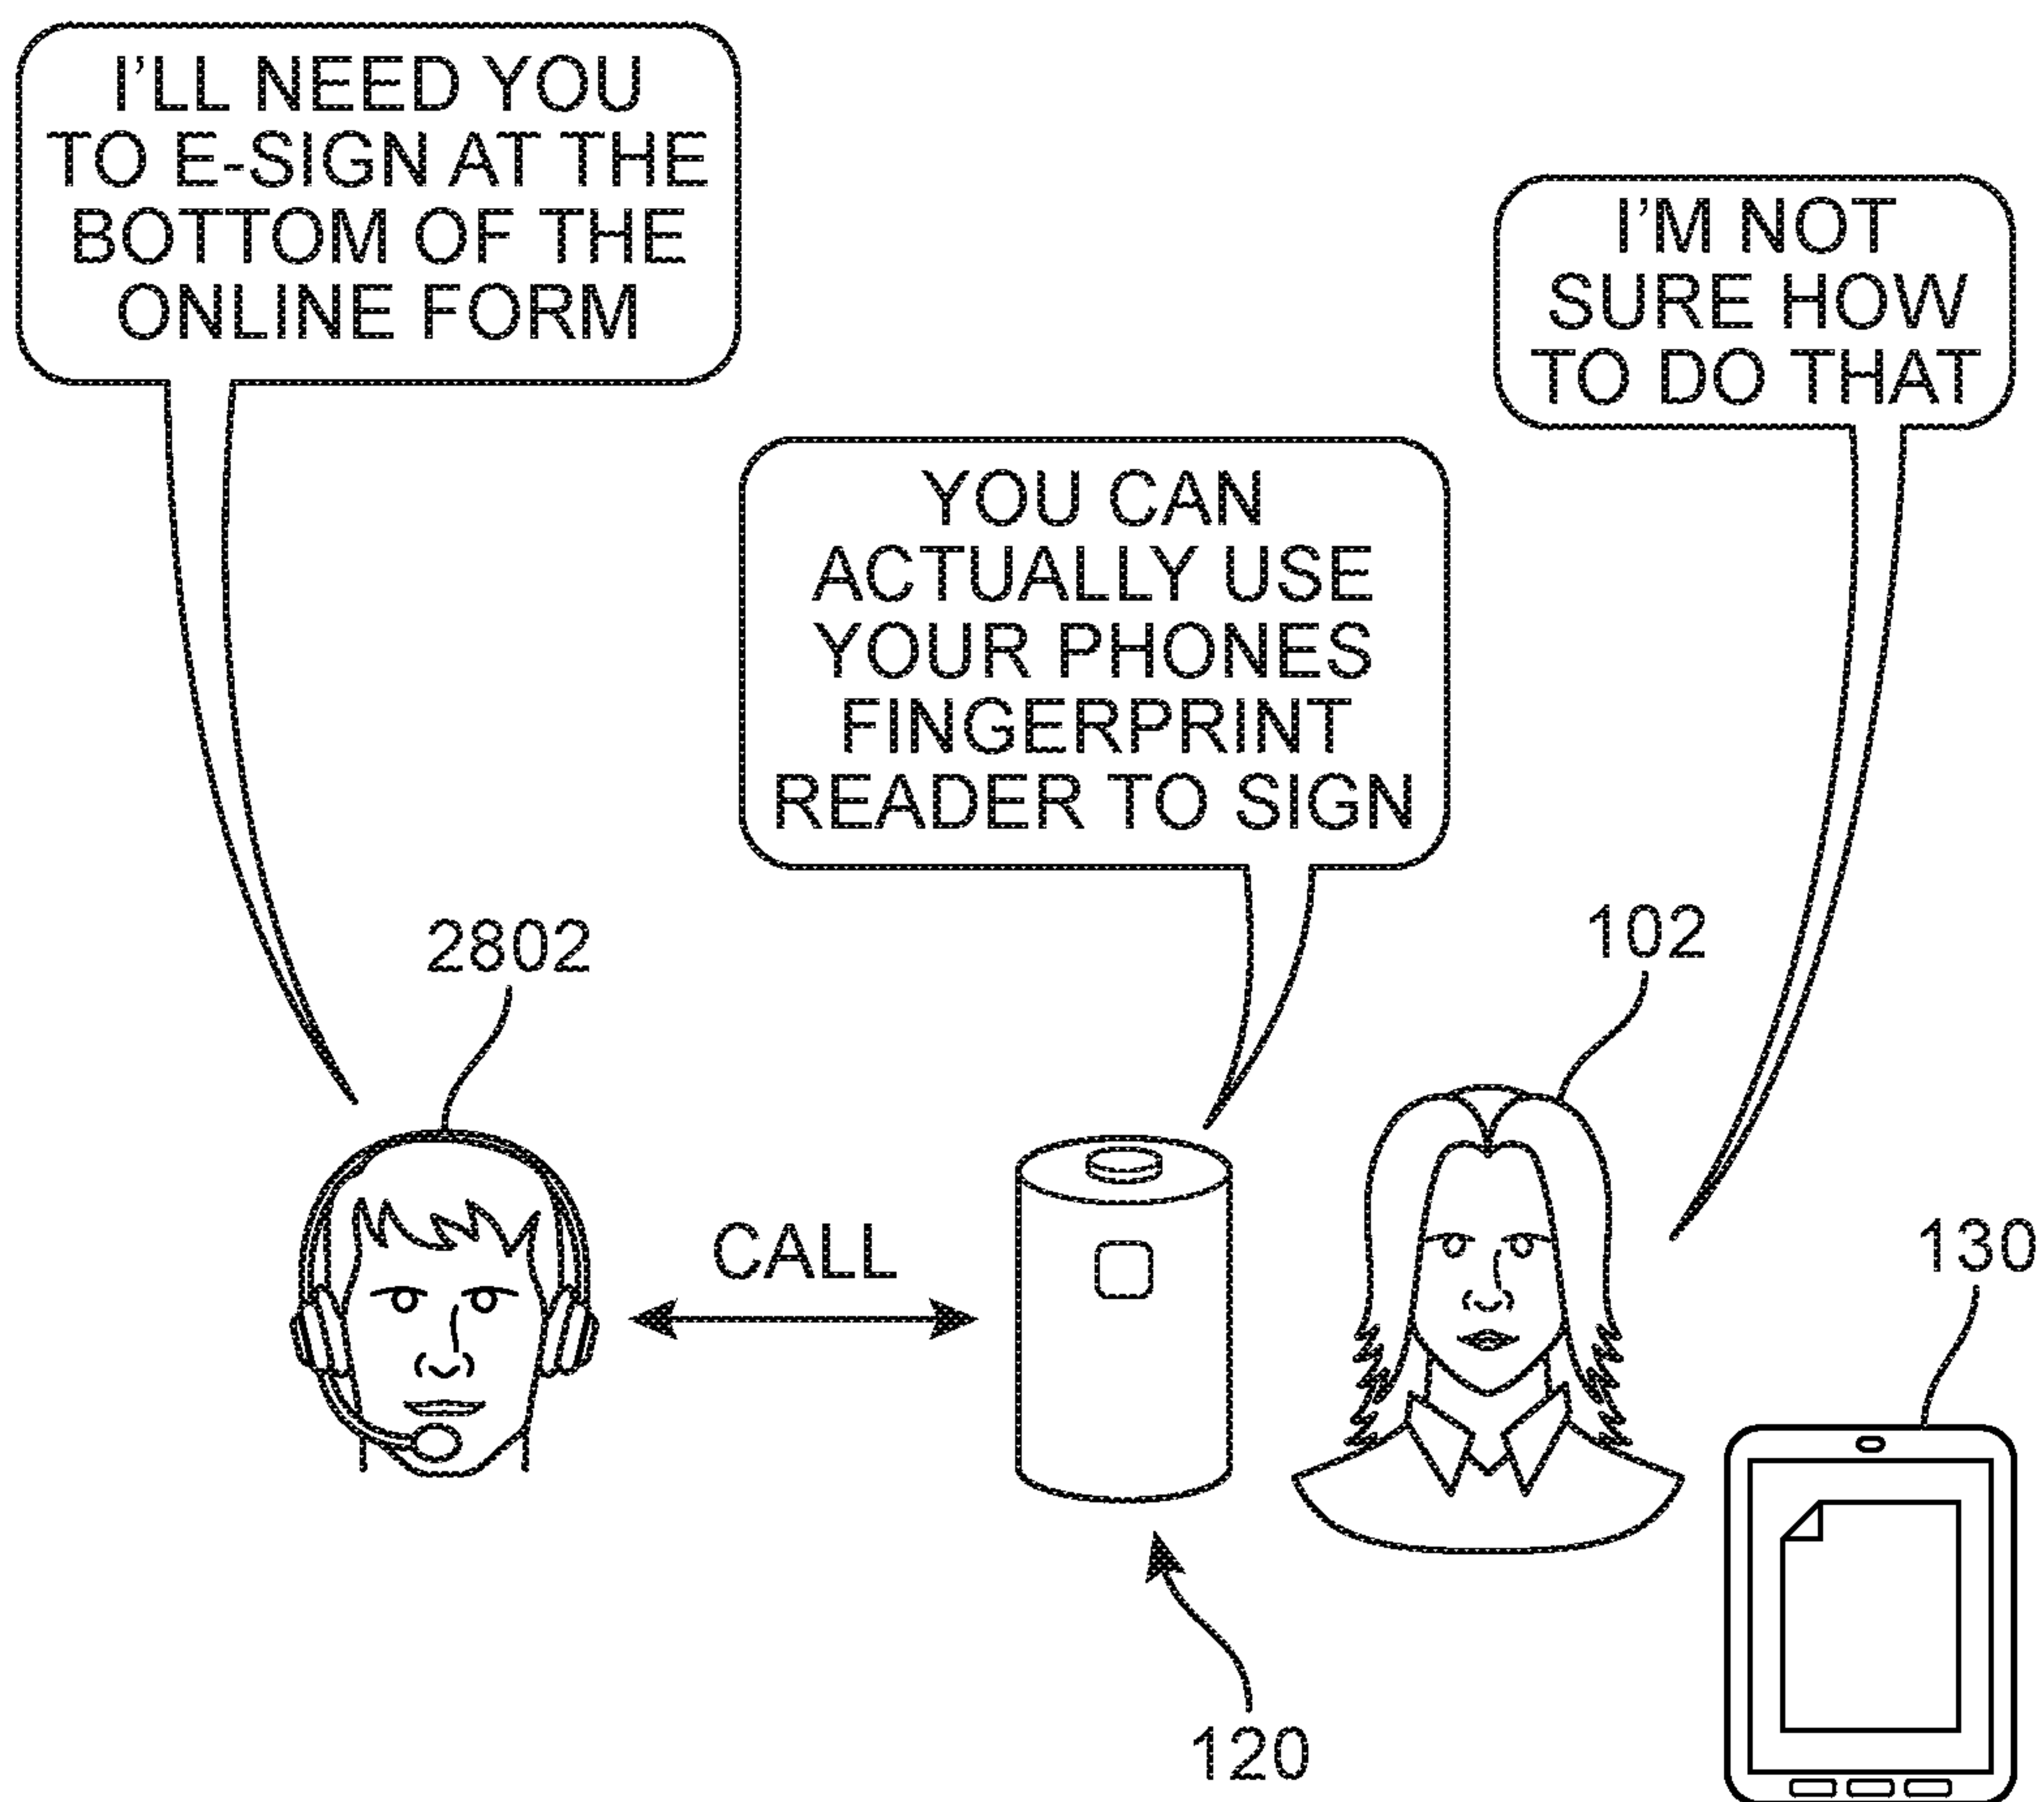 I'LL NEED YOU
TO E-SIGN AT THE
BOTTOM OF THE
ONLINE FORM
I'M NOT
SURE HOW
TO DO THAT
YOU CAN
ACTUALLY USE
YOUR PHONES
FINGERPRINT
READER TO SIGN
2802
102
CALL
130
120